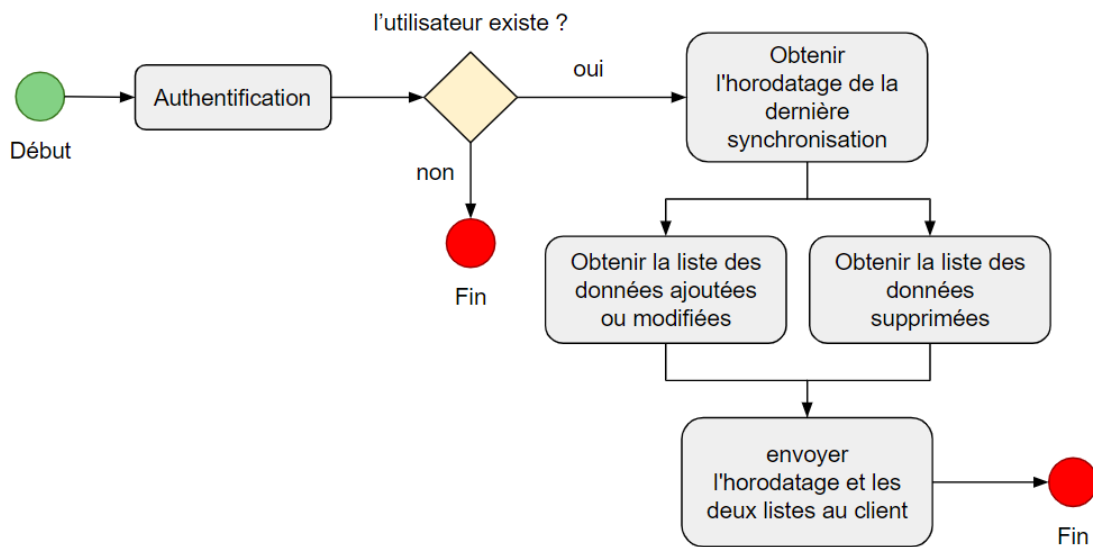 l’utilisateur existe ?
Début
Authentification
oui
non
Fin
Obtenir
l'horodatage de la
dernière
synchronisation
Obtenir la liste des
données ajoutées
ou modifiées
Obtenir la liste des
données
supprimées
envoyer
l'horodatage et les
deux listes au client
Fin